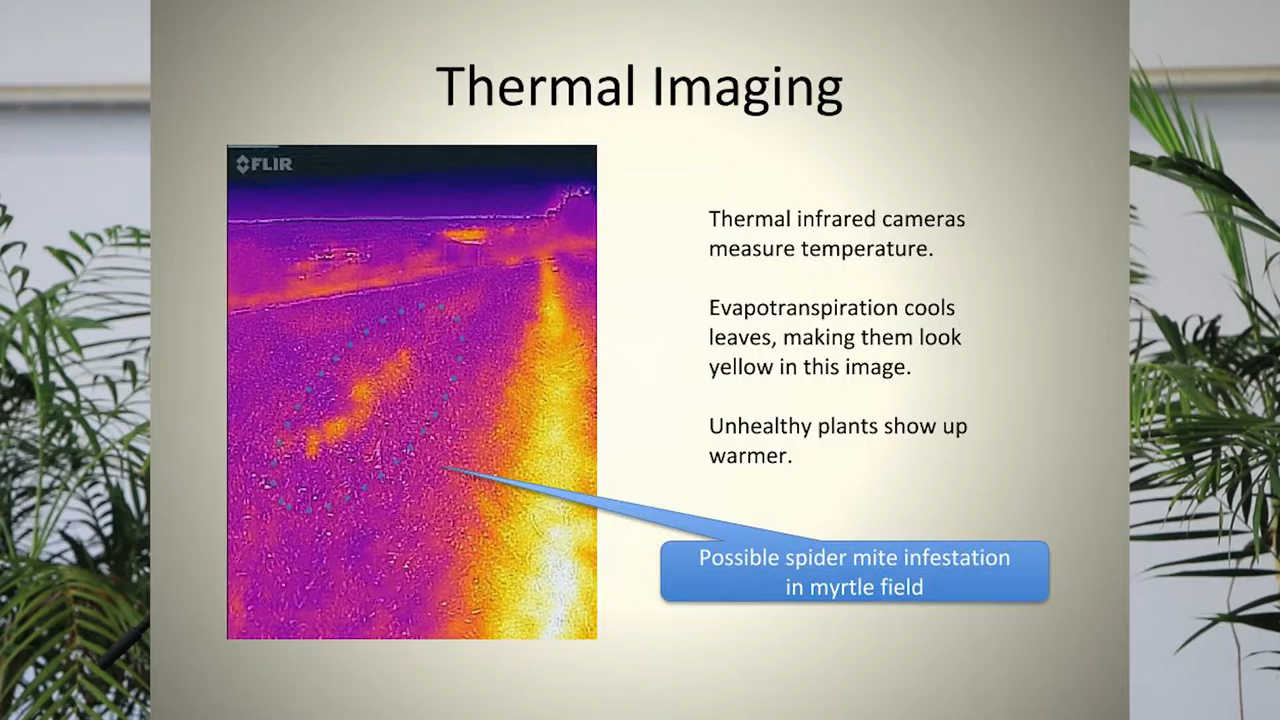 Thermal Imaging
FLIR
Thermal infrared cameras
measure temperature.
Evapotranspiration cools
leaves, making them look
yellow in this image.
Unhealthy plants show up
warmer.
Possible spider mite infestation
in myrtle field